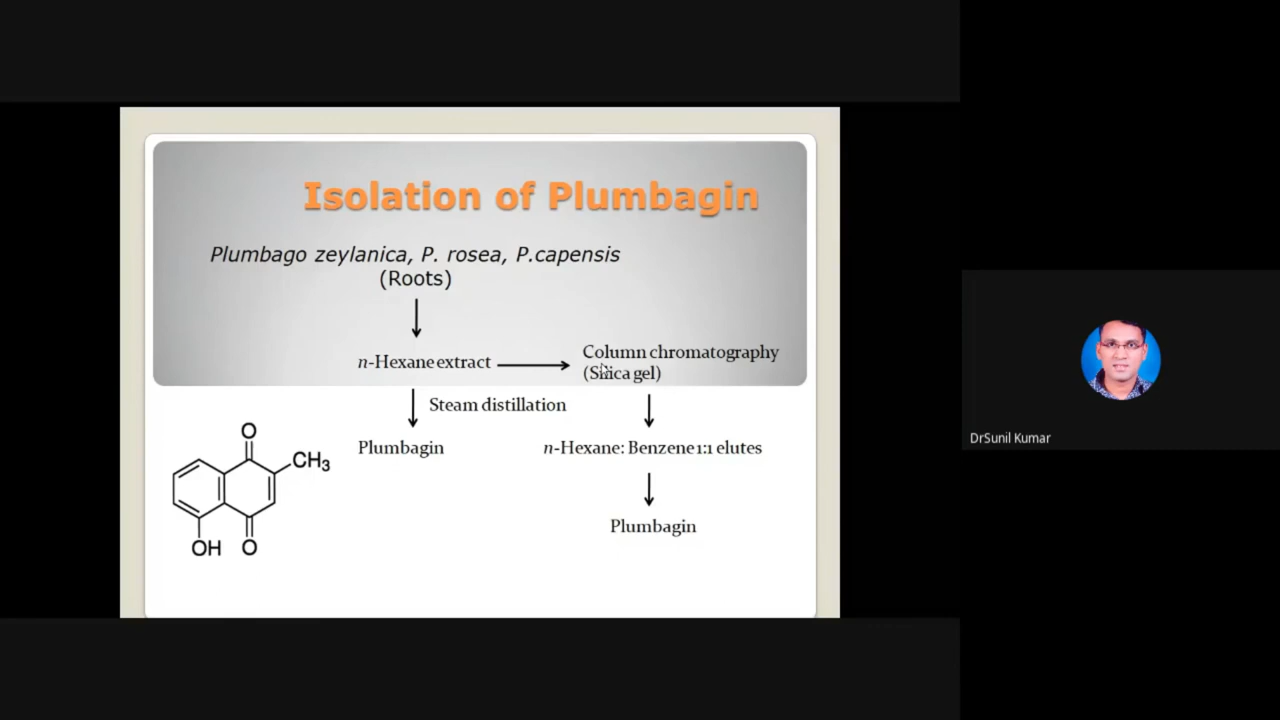 Isolation of Plumbagin
Plumbago zeylanica, P. rosea, P.capensis
(Roots)
n-Hexane extract
Column chromatography
(Silica gel)
Steam distillation
Plumbagin
n-Hexane: Benzene 1:1 elutes
Plumbagin
O
CH₃
OH
O
DrSunil Kumar